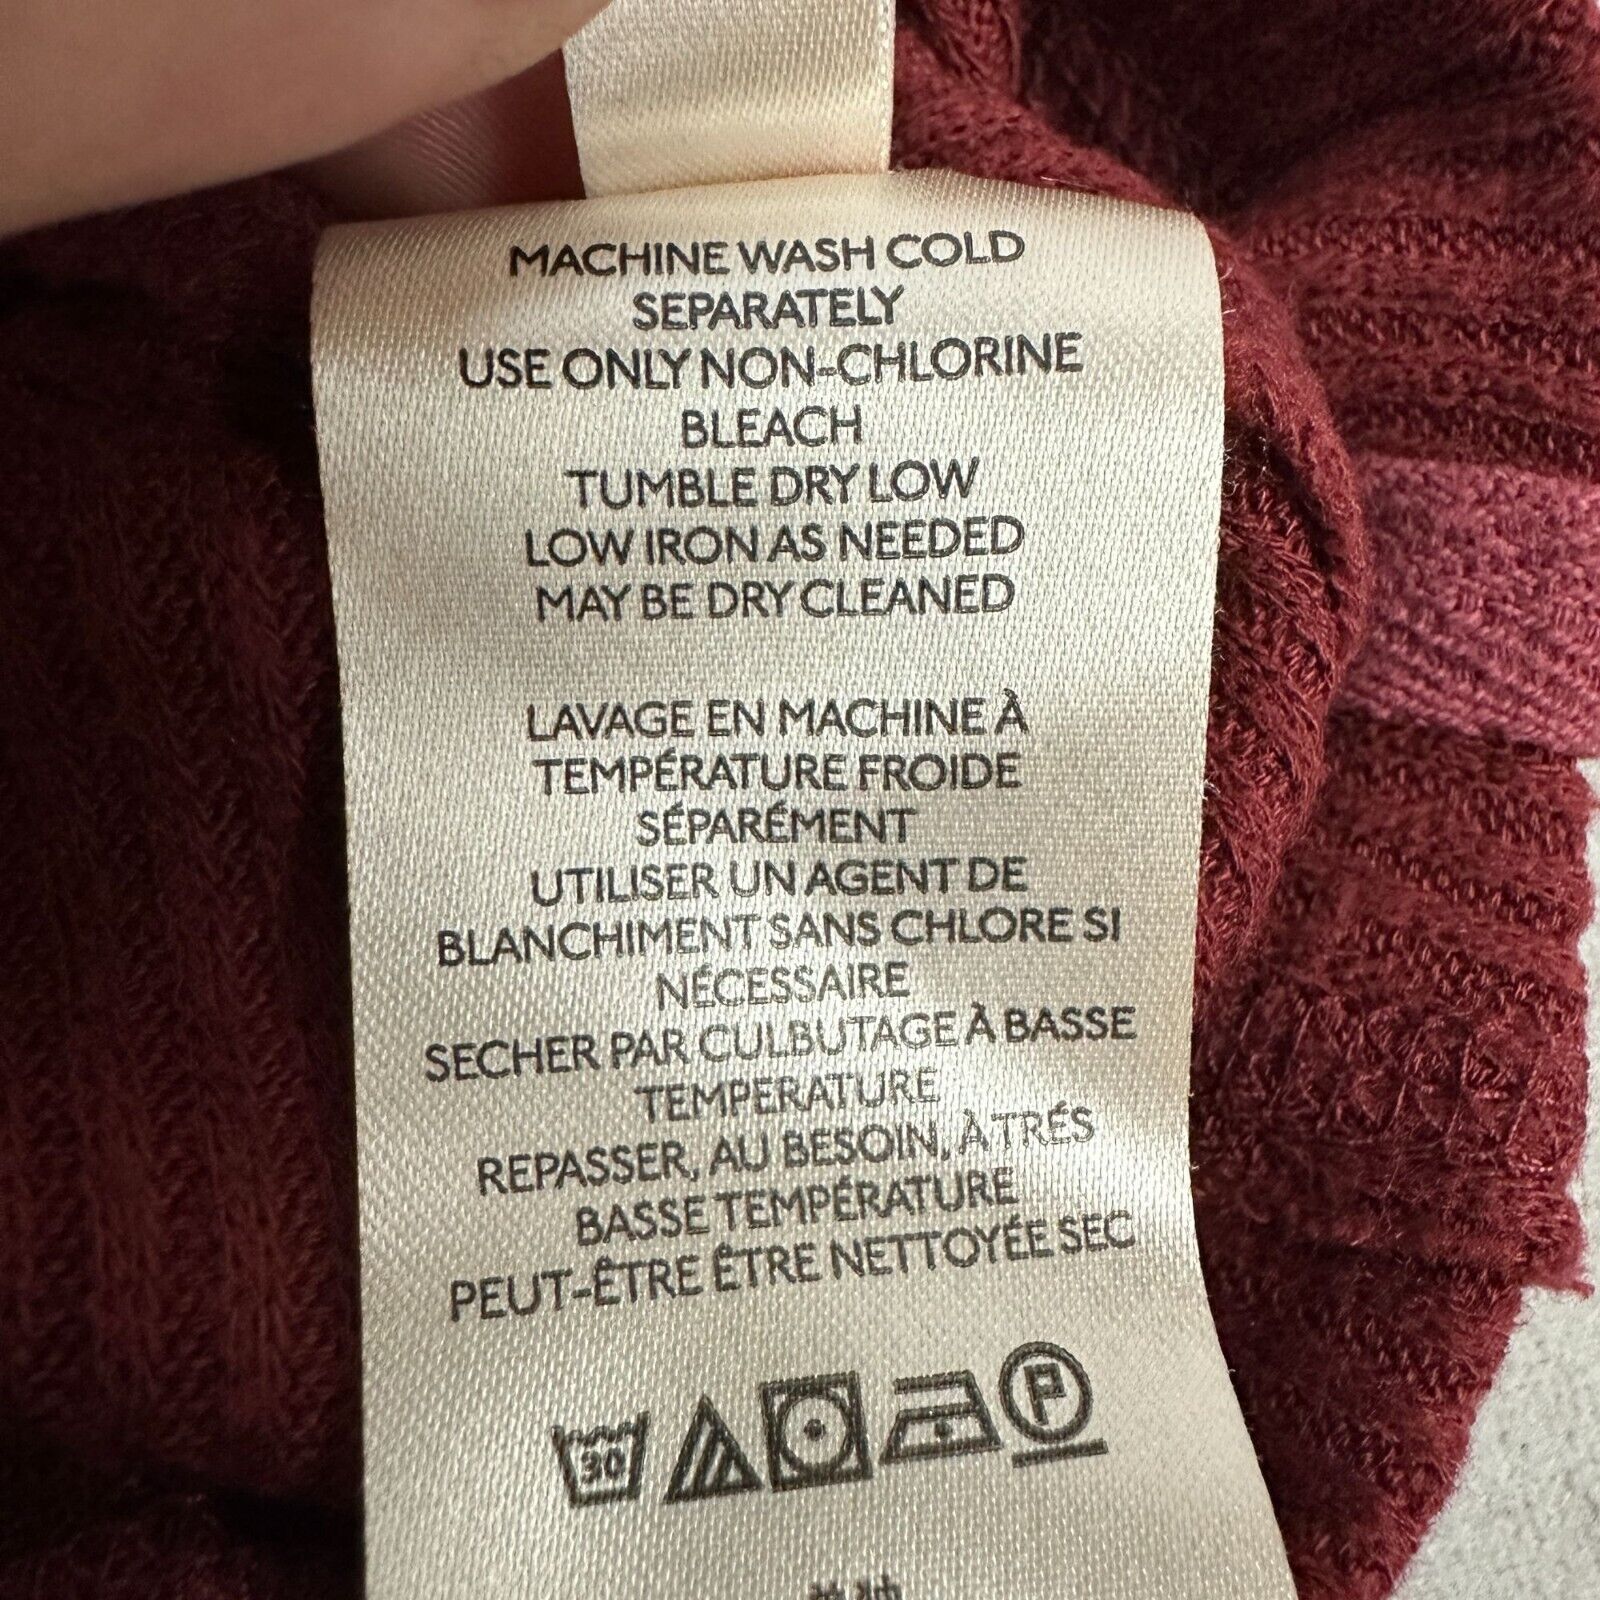 MACHINE WASH COLD
SEPARATELY
USE ONLY NON-CHLORINE
BLEACH
TUMBLE DRY LOW
LOW IRON AS NEEDED
MAY BE DRY CLEANED
LAVAGE EN MACHINE À
TEMPÉRATURE FROIDE
SÉPARÉMENT
UTILISER UN AGENT DE
BLANCHIMENT SANS CHLORE SI
NÉCESSAIRE
SECHER PAR CULBUTAGE À BASSE
TEMPERATURE
REPASSER, AU BESOIN, À TRÉS
BASSE TEMPÉRATURE
PEUT-ÊTRE ÊTRE NETTOYÉE SEC
30 P